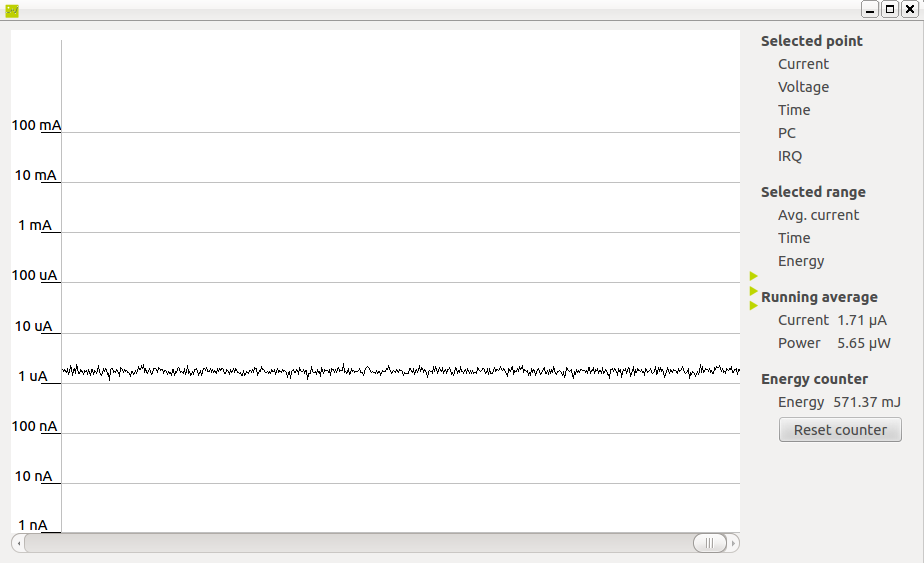 100 mA
10 mA
1 mA
100 uA
10 uA
1 uA
100 nA
10 nA
1 nA
Selected point
Current
Voltage
Time
PC
IRQ
Selected range
Avg. current
Time
Energy
Running average
Current 1.71 µA
Power 5.65 µW
Energy counter
Energy 571.37 mJ
Reset counter